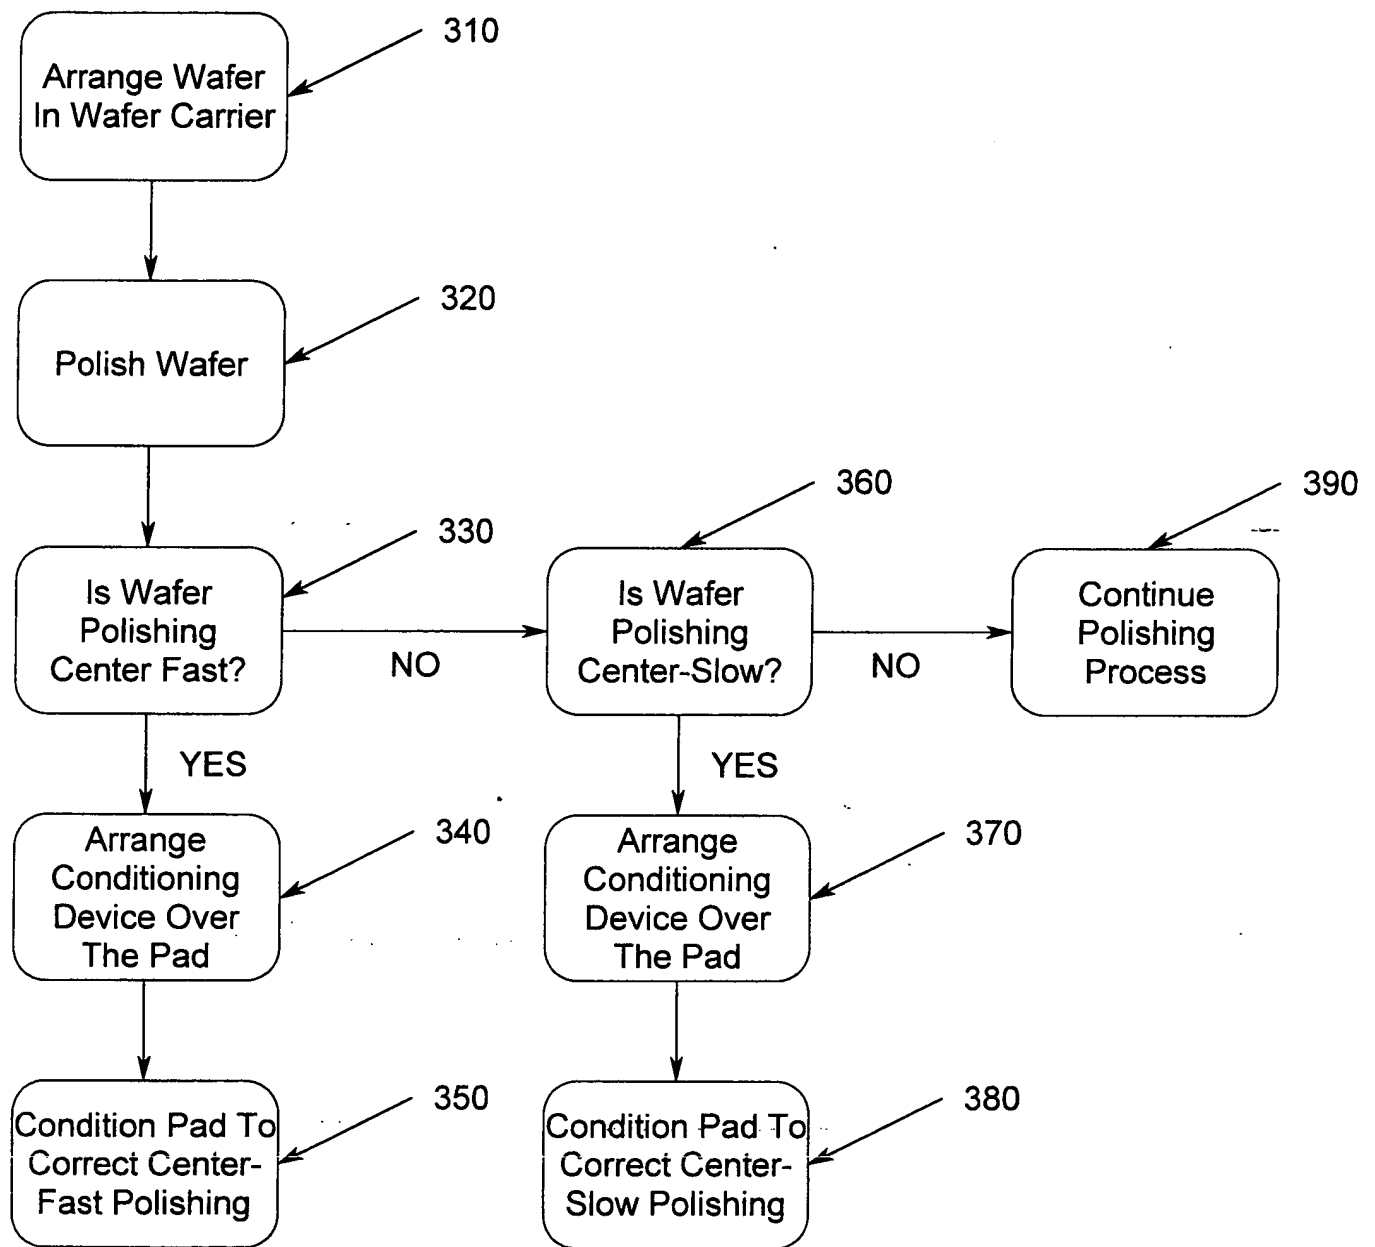 310
Arrange Wafer
In Wafer Carrier
320
Polish Wafer
330
Is Wafer
Polishing
Center Fast?
NO
360
Is Wafer
Polishing
Center-Slow?
NO
390
Continue
Polishing
Process
YES
340
Arrange
Conditioning
Device Over
The Pad
350
Condition Pad To
Correct Center-
Fast Polishing
YES
370
Arrange
Conditioning
Device Over
The Pad
380
Condition Pad To
Correct Center-
Slow Polishing